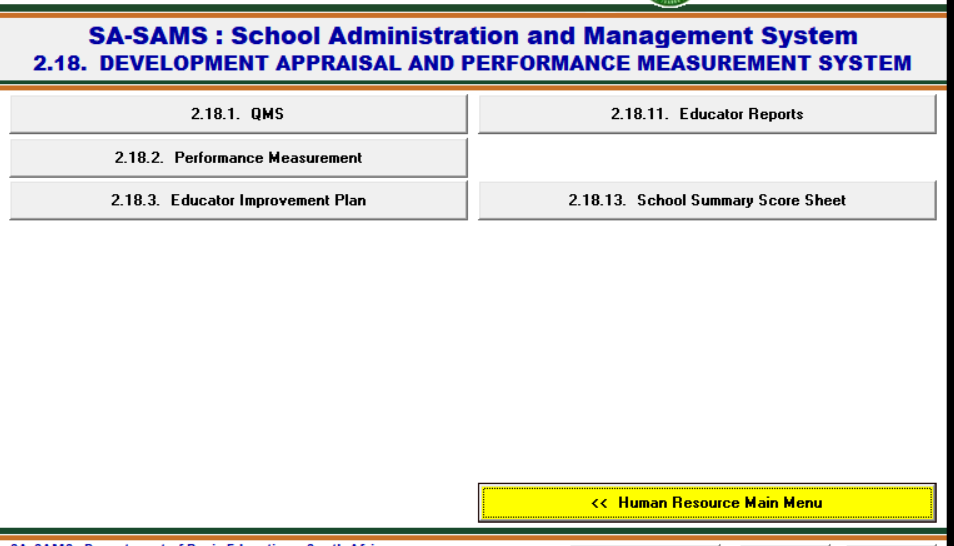 SA-SAMS : School Administration and Management System
2.18. DEVELOPMENT APPRAISAL AND PERFORMANCE MEASUREMENT SYSTEM
2.18.1. QMS
2.18.11. Educator Reports
2.18.2. Performance Measurement
2.18.3. Educator Improvement Plan
2.18.13. School Summary Score Sheet
<< Human Resource Main Menu